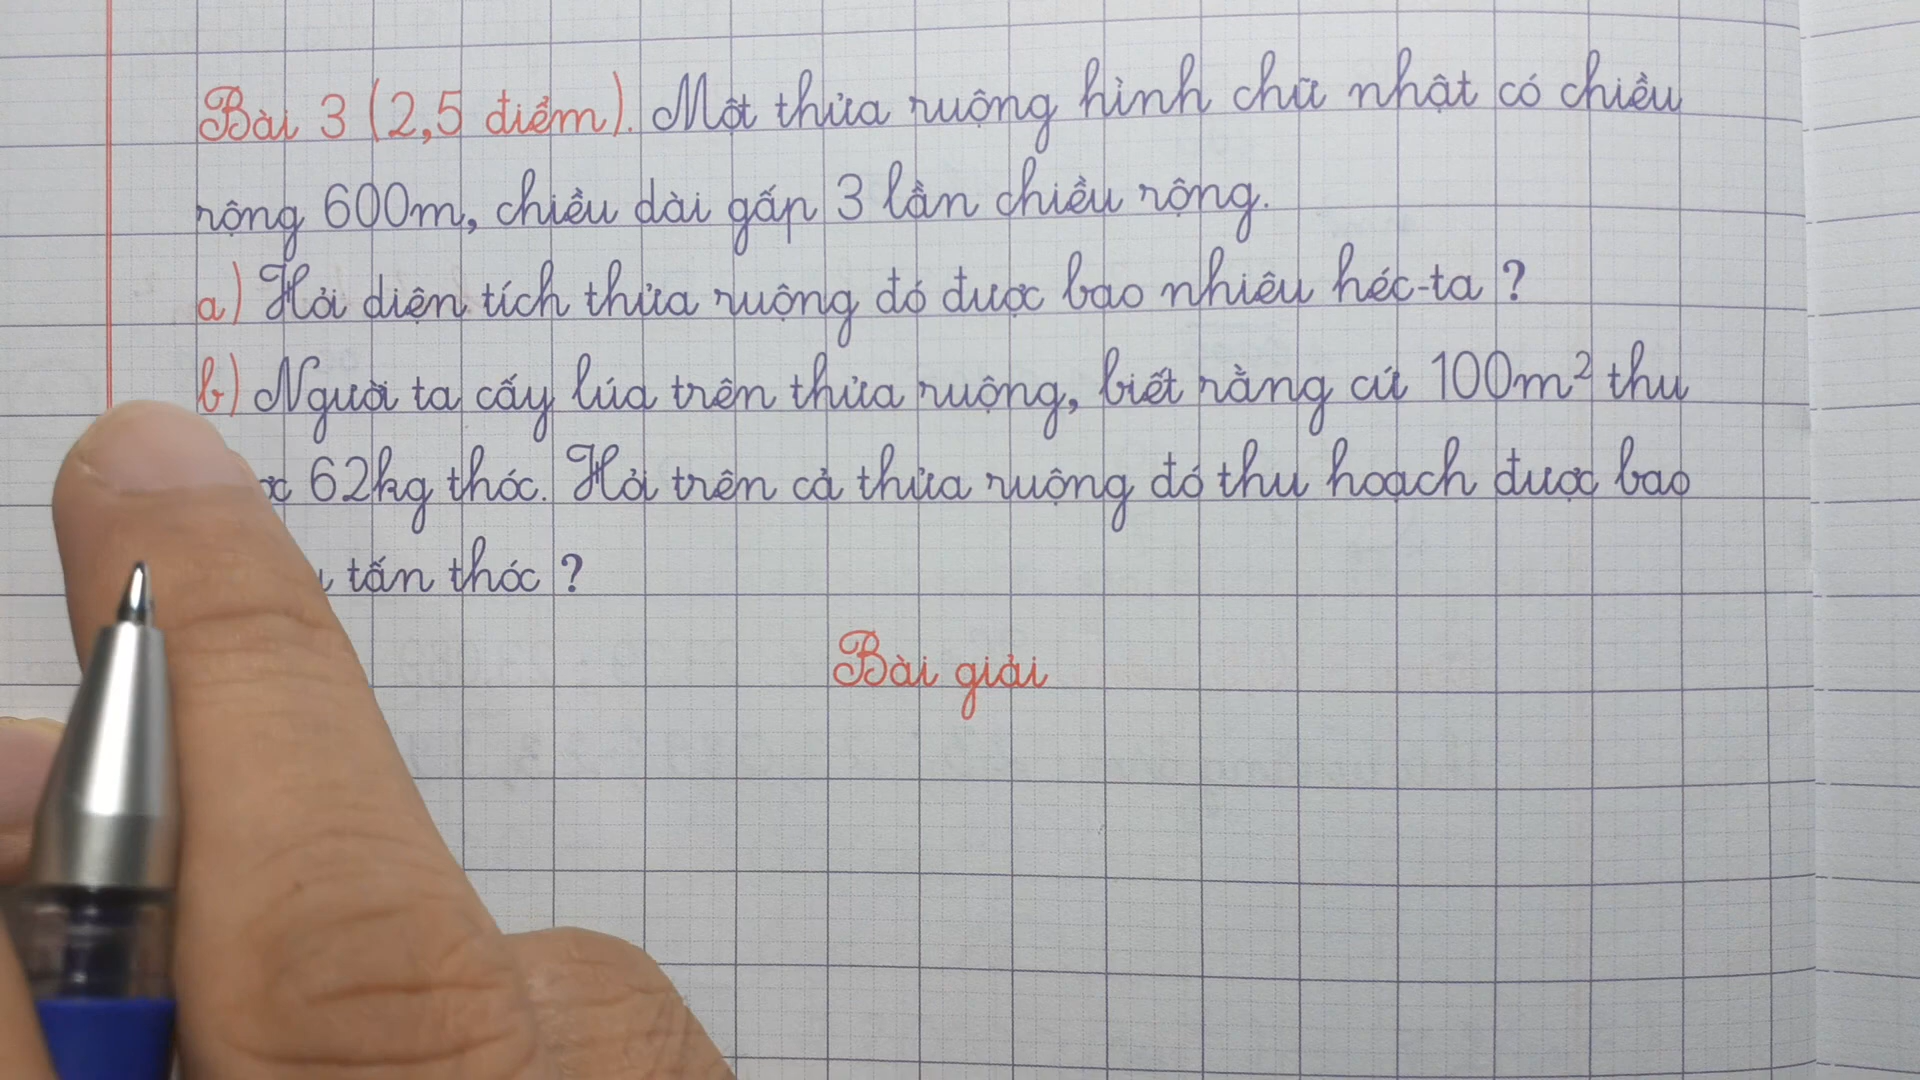 Bài 3 (2,5 điểm). Một thửa ruộng hình chữ nhật có chiều
rộng 600m, chiều dài gấp 3 lần chiều rộng.
a) Hỏi diện tích thửa ruộng đó được bao nhiêu héc-ta ?
b) Người ta cấy lúa trên thửa ruộng, biết rằng cứ 100m² thu
62kg thóc. Hỏi trên cả thửa ruộng đó thu hoạch được bao
tấn thóc ?
Bài giải